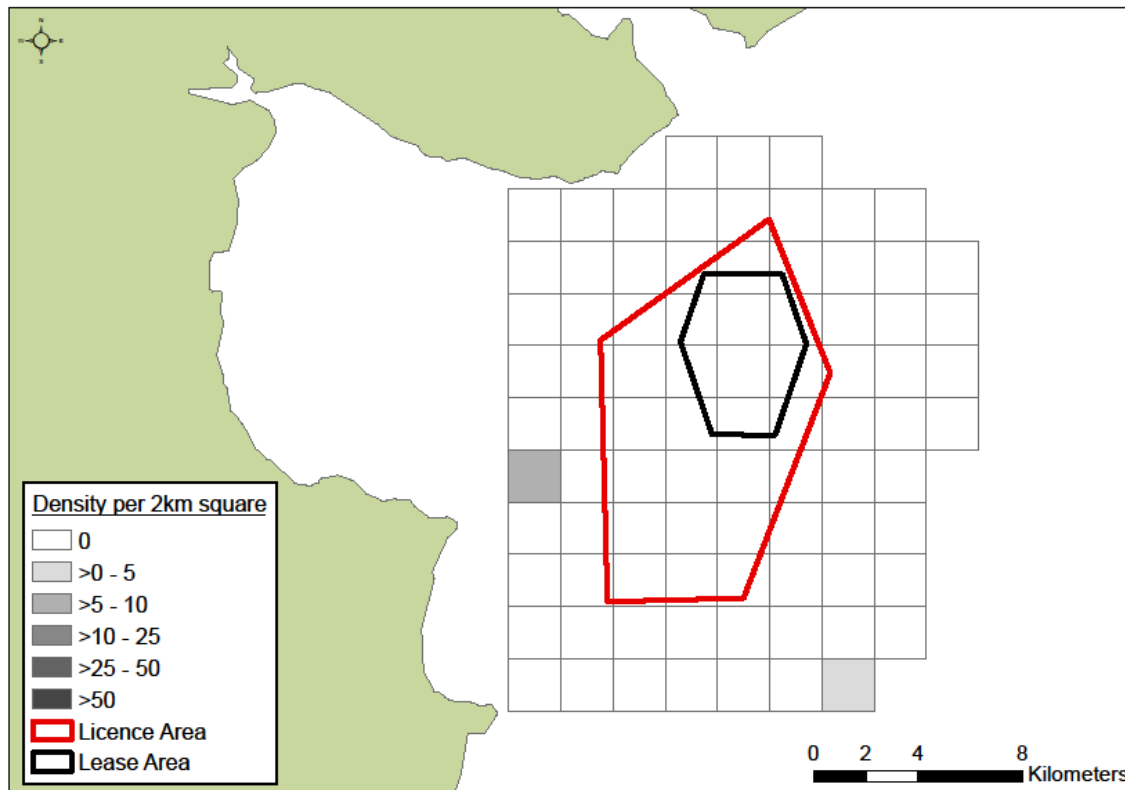 N
W E
S
Density per 2km square
0
>0 - 5
>5 - 10
>10 - 25
>25 - 50
>50
Licence Area
Lease Area
0 2 4 8
Kilometers